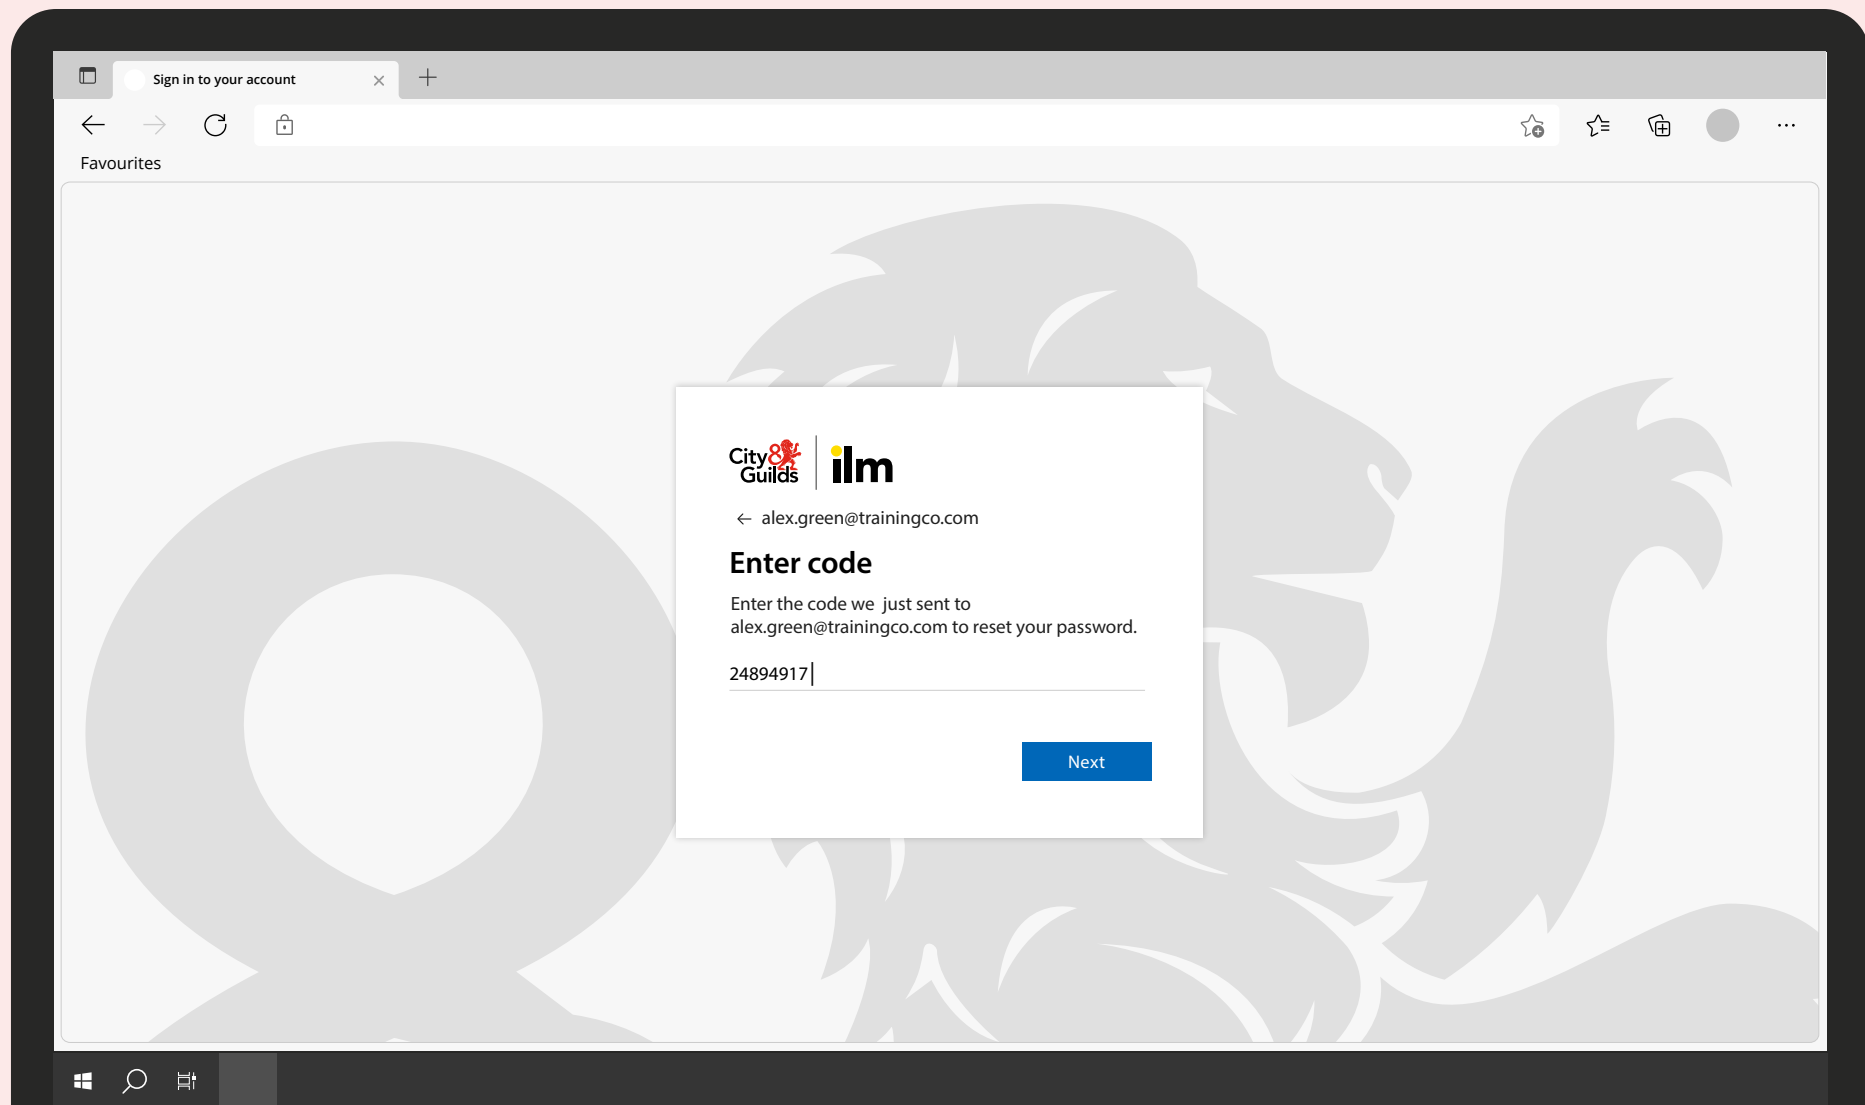 Sign in to your account
Favourites
City &
Guilds
ilm
alex.green@trainingco.com
Enter code
Enter the code we just sent to
alex.green@trainingco.com to reset your password.
24894917
Next